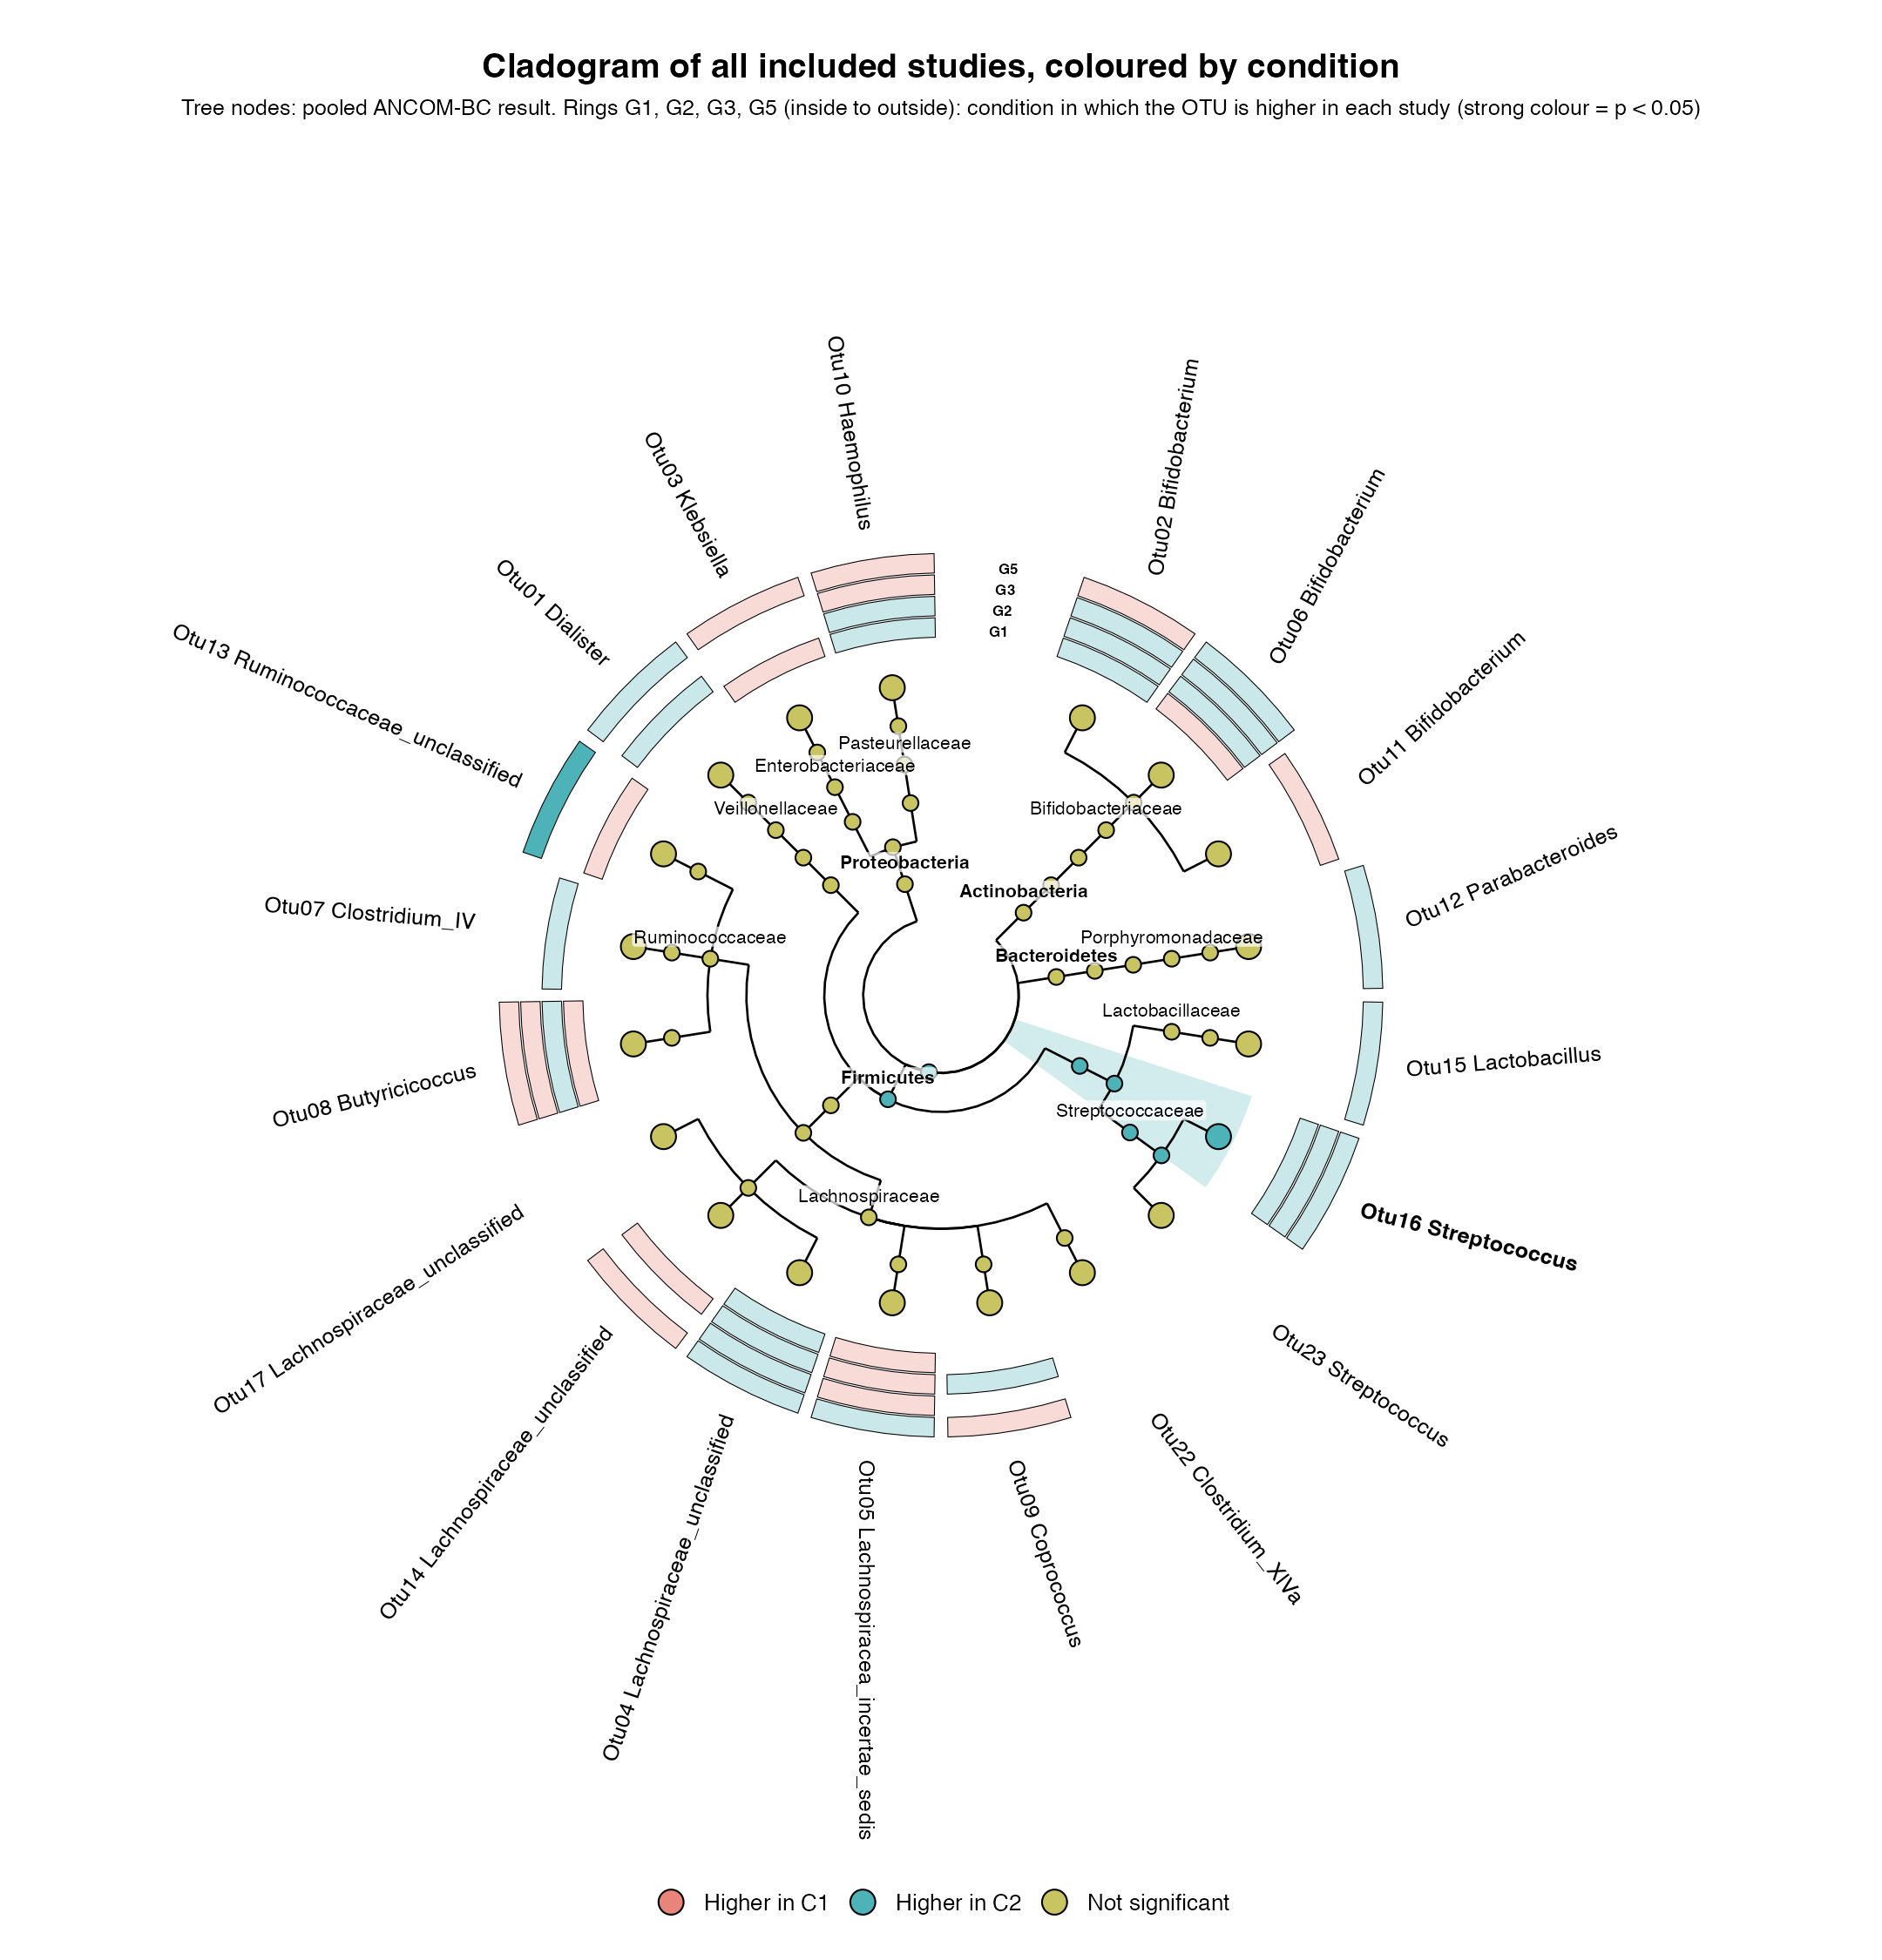 Cladogram of all included studies, coloured by condition
Tree nodes: pooled ANCOM-BC result. Rings G1, G2, G3, G5 (inside to outside): condition in which the OTU is higher in each study (strong colour = p < 0.05)
Otu10 Haemophilus
Otu02 Bifidobacterium
Otu03 Klebsiella
Otu06 Bifidobacterium
Otu01 Dialister
Otu11 Bifidobacterium
Otu13 Ruminococcaceae_unclassified
Otu12 Parabacteroides
G5
G3
G2
G1
Pasteurellaceae
Enterobacteriaceae
Veillonellaceae
Bifidobacteriaceae
Proteobacteria
Actinobacteria
Otu07 Clostridium_IV
Ruminococcaceae
Porphyromonadaceae
Bacteroidetes
Lactobacillaceae
Otu15 Lactobacillus
Firmicutes
Otu08 Butyricicoccus
Streptococcaceae
Lachnospiraceae
Otu16 Streptococcus
Otu17 Lachnospiraceae_unclassified
Otu23 Streptococcus
Otu14 Lachnospiraceae_unclassified
Otu22 Clostridium_XIVa
Otu04 Lachnospiraceae_unclassified
Otu05 Lachnospiracea_incertae_sedis
Otu09 Coprococcus
Higher in C1
Higher in C2
Not significant